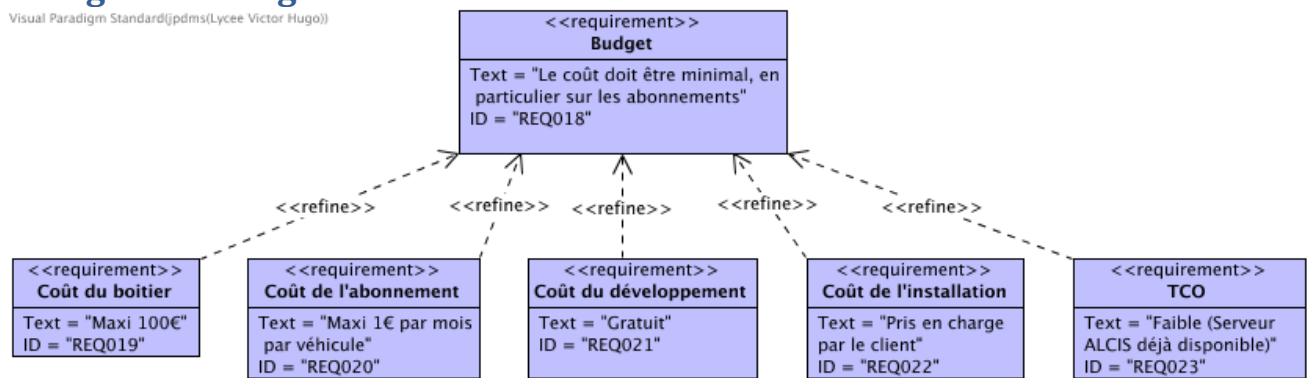 Visual Paradigm Standard(jpdms(Lycee Victor Hugo))
<<requirement>>
Budget
Text = "Le coût doit être minimal, en
particulier sur les abonnements"
ID = "REQ018"
<<refine>>
<<refine>>
<<refine>>
<<refine>>
<<refine>>
<<requirement>>
Coût du boitier
Text = "Maxi 100€"
ID = "REQ019"
<<requirement>>
Coût de l'abonnement
Text = "Maxi 1€ par mois
par véhicule"
ID = "REQ020"
<<requirement>>
Coût du développement
Text = "Gratuit"
ID = "REQ021"
<<requirement>>
Coût de l'installation
Text = "Pris en charge
par le client"
ID = "REQ022"
<<requirement>>
TCO
Text = "Faible (Serveur
ALCIS déjà disponible)"
ID = "REQ023"